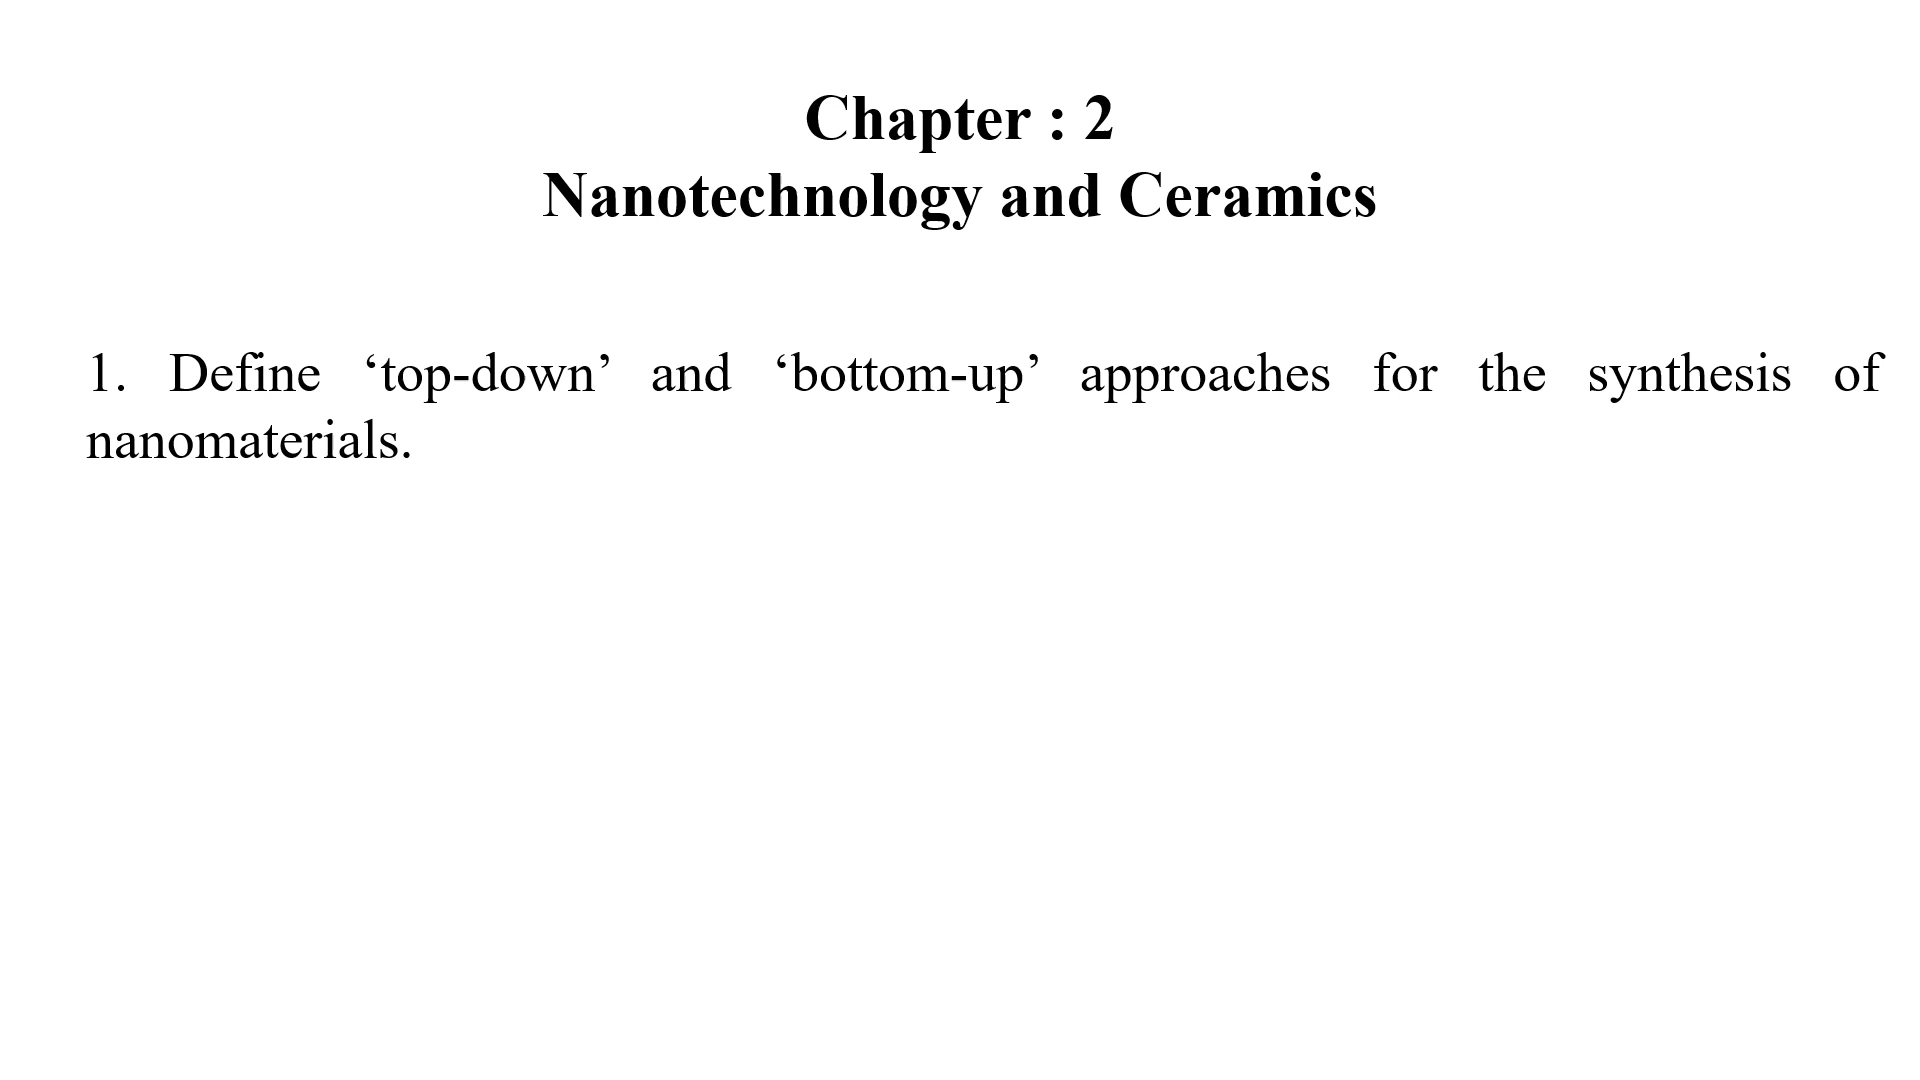 Chapter : 2
Nanotechnology and Ceramics
1. Define ‘top-down’ and ‘bottom-up’ approaches for the synthesis of
nanomaterials.